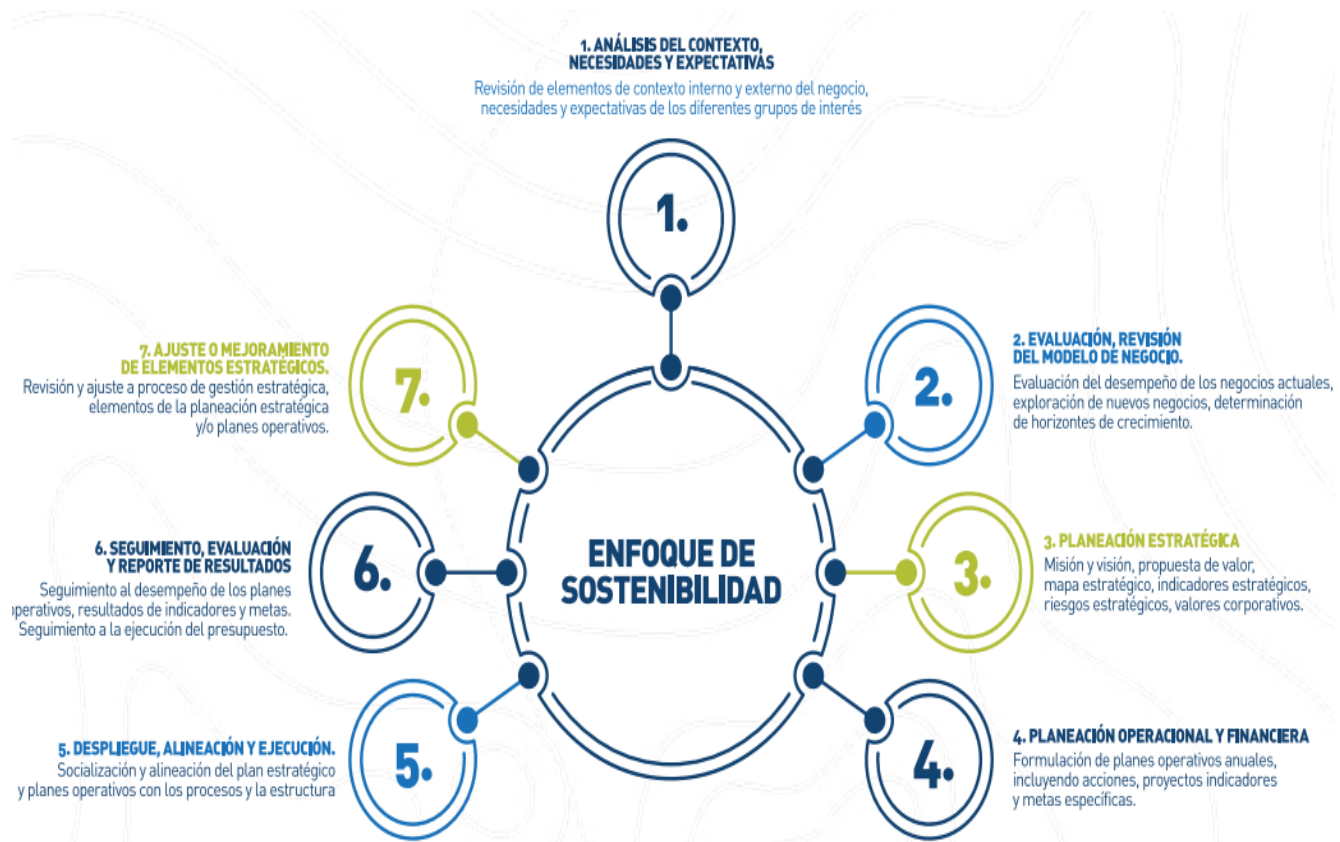 1. ANÁLISIS DEL CONTEXTO,
NECESIDADES Y EXPECTATIVAS
Revisión de elementos de contexto interno y externo del negocio,
necesidades y expectativas de los diferentes grupos de interés
1.
2. EVALUACIÓN, REVISIÓN
DEL MODELO DE NEGOCIO.
Evaluación del desempeño de los negocios actuales,
exploración de nuevos negocios, determinación
de horizontes de crecimiento.
2.
3. PLANEACIÓN ESTRATÉGICA
Misión y visión, propuesta de valor,
mapa estratégico, indicadores estratégicos,
riesgos estratégicos, valores corporativos.
3.
4. PLANEACIÓN OPERACIONAL Y FINANCIERA
Formulación de planes operativos anuales,
incluyendo acciones, proyectos indicadores
y metas específicas.
4.
5. DESPLIEGUE, ALINEACIÓN Y EJECUCIÓN.
Socialización y alineación del plan estratégico
y planes operativos con los procesos y la estructura
5.
6. SEGUIMIENTO, EVALUACIÓN
Y REPORTE DE RESULTADOS
Seguimiento al desempeño de los planes
operativos, resultados de indicadores y metas.
Seguimiento a la ejecución del presupuesto.
6.
7. AJUSTE O MEJORAMIENTO
DE ELEMENTOS ESTRATÉGICOS.
Revisión y ajuste a proceso de gestión estratégica,
elementos de la planeación estratégica
y/o planes operativos.
7.
ENFOQUE DE
SOSTENIBILIDAD